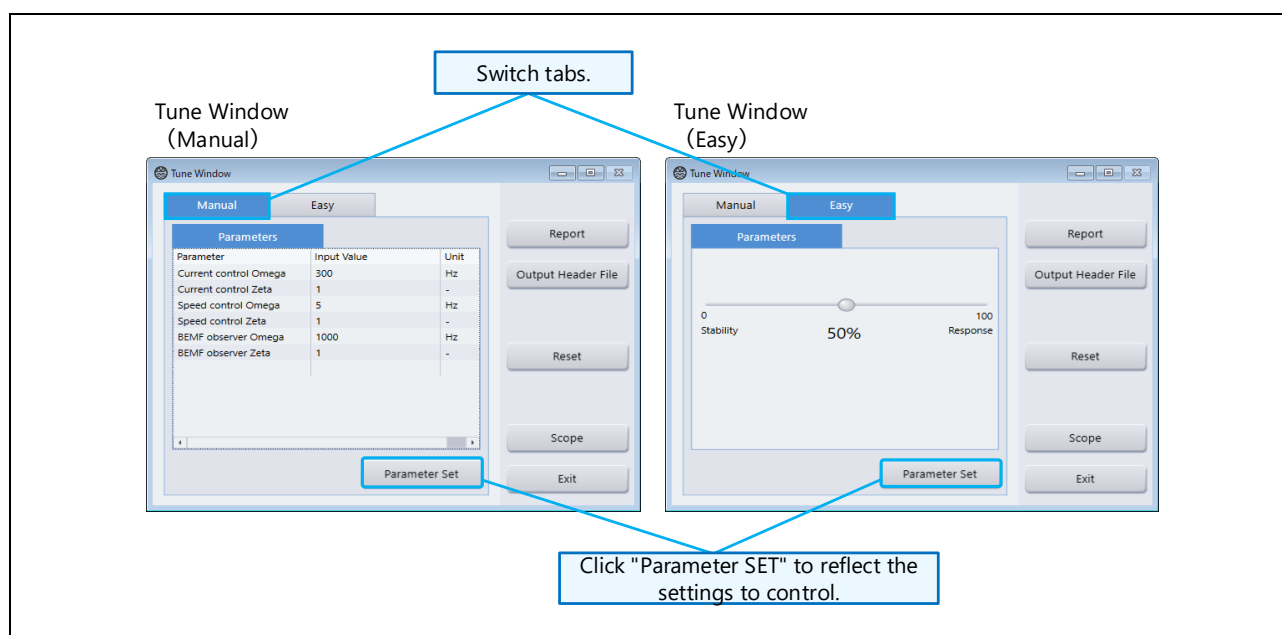 Switch tabs.
Tune Window
（Manual）
Tune Window
Manual
Easy
Parameters
Parameter Input Value Unit
Current control Omega 300 Hz
Current control Zeta 1 -
Speed control Omega 5 Hz
Speed control Zeta 1 -
BEMF observer Omega 1000 Hz
BEMF observer Zeta 1 -
Parameter Set
Report
Output Header File
Reset
Scope
Exit
Tune Window
（Easy）
Tune Window
Manual
Easy
Parameters
0 100
Stability 50% Response
Parameter Set
Report
Output Header File
Reset
Scope
Exit
Click "Parameter SET" to reflect the
settings to control.